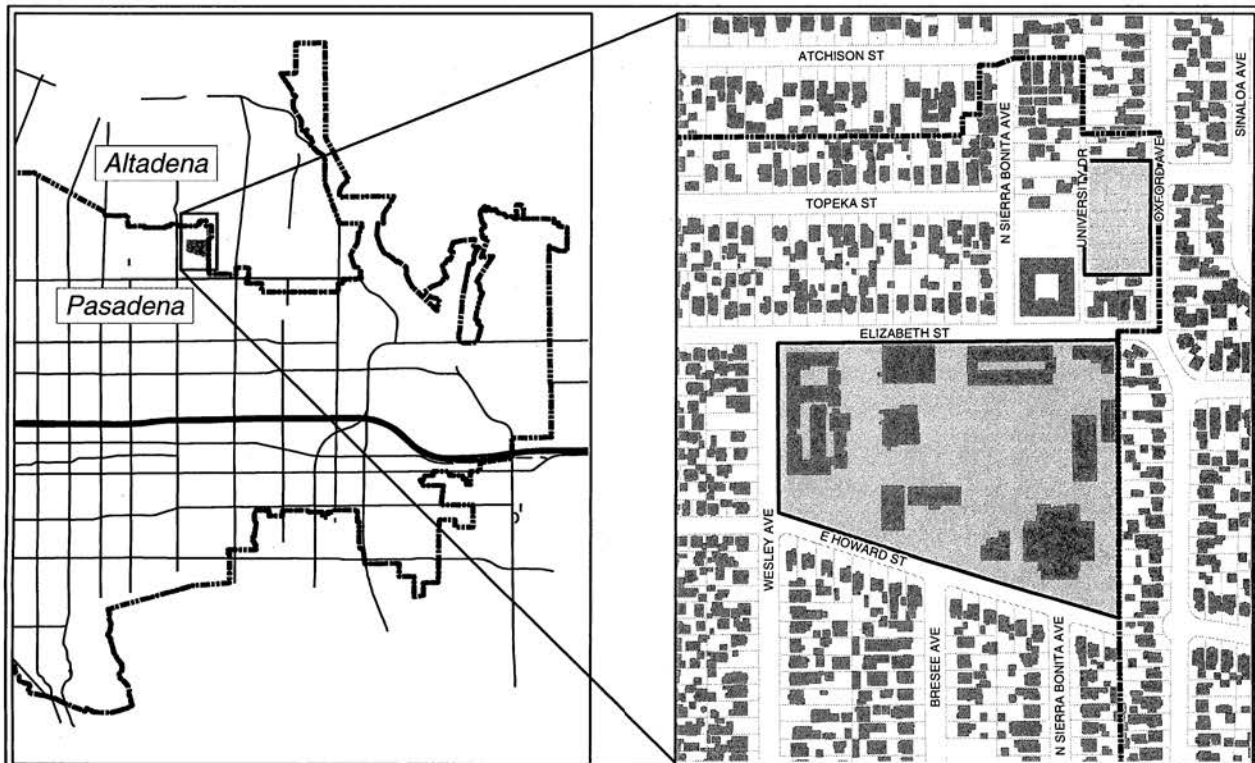 Altadena
Pasadena
ATCHISON ST
SINALOA AVE
N SIERRA BONITA AVE
UNIVERSITY DR
OXFORD AVE
TOPEKA ST
ELIZABETH ST
WESLEY AVE
E HOWARD ST
BRESEE AVE
N SIERRA BONITA AVE